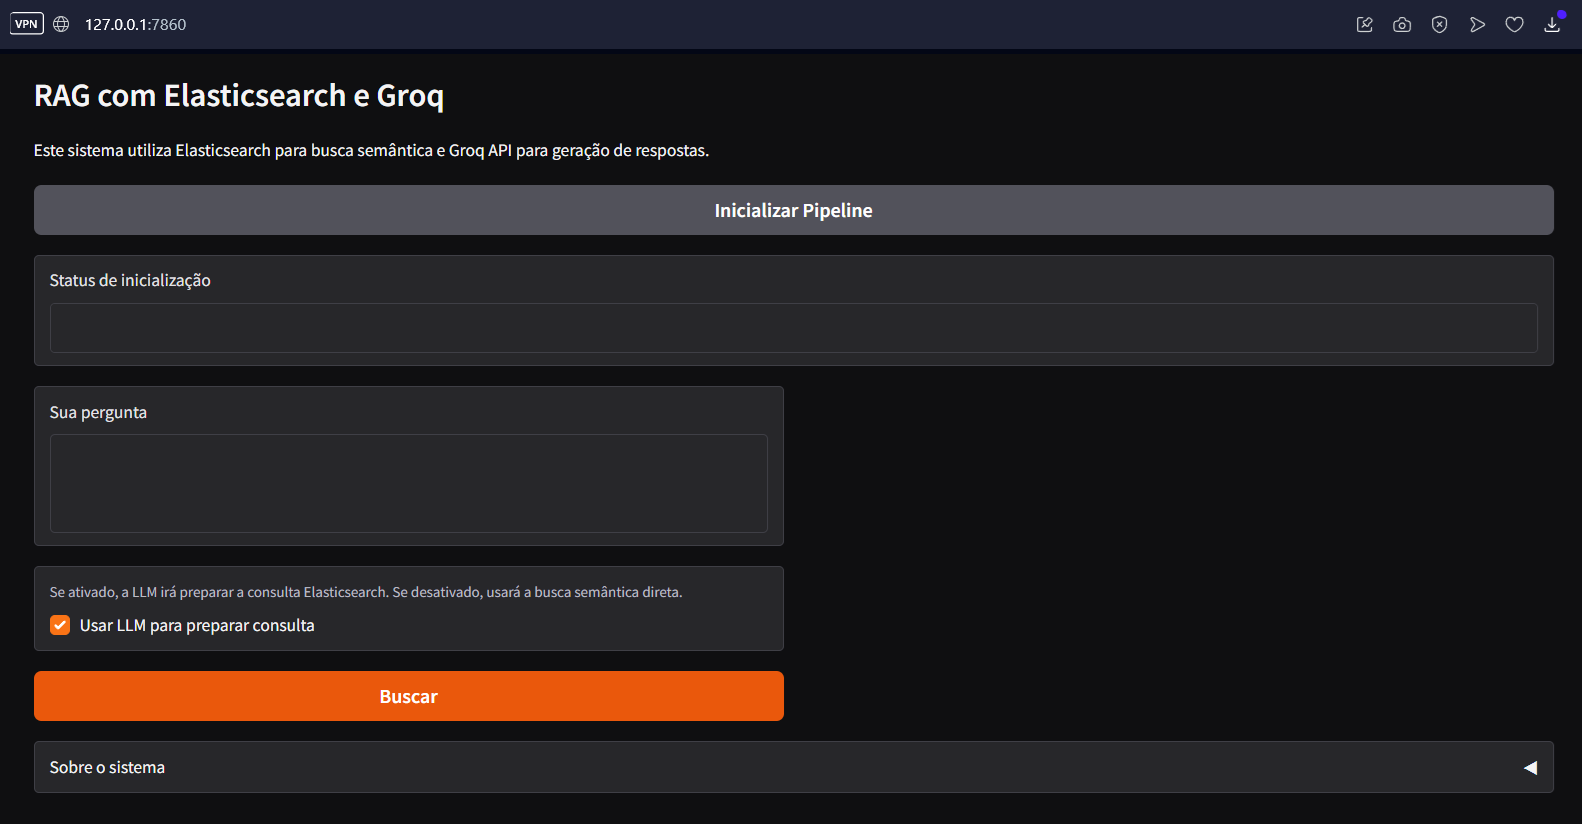 VPN 127.0.0.1:7860
RAG com Elasticsearch e Groq
Este sistema utiliza Elasticsearch para busca semântica e Groq API para geração de respostas.
Inicializar Pipeline
Status de inicialização
Sua pergunta
Se ativado, a LLM irá preparar a consulta Elasticsearch. Se desativado, usará a busca semântica direta.
Usar LLM para preparar consulta
Buscar
Sobre o sistema